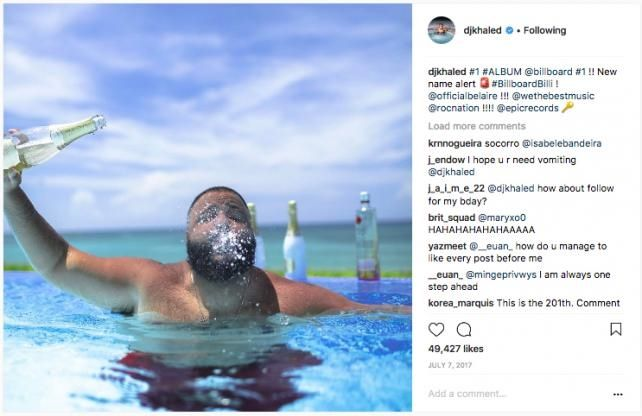 djkhaled • Following
djkhaled #1 #ALBUM @billboard #1 !! New
name alert 🚨 #BillboardBilli !
@officialbelaire !!! @wethebestmusic
@rocnation !!!! @epicrecords 🔑
Load more comments
krnnogueira socorro @isabelebandeira
j_endow I hope u r need vomiting
@djkhaled
j_a_i_m_e_22 @djkhaled how about follow
for my bday?
brit_squad @maryxo0
HAHAHAHAHAHAAAAA
yazmeet @__euan_ how do u manage to
like every post before me
__euan_ @mingeprivwys I am always one
step ahead
korea_marquis This is the 201th. Comment
49,427 likes
JULY 7, 2017
Add a comment...